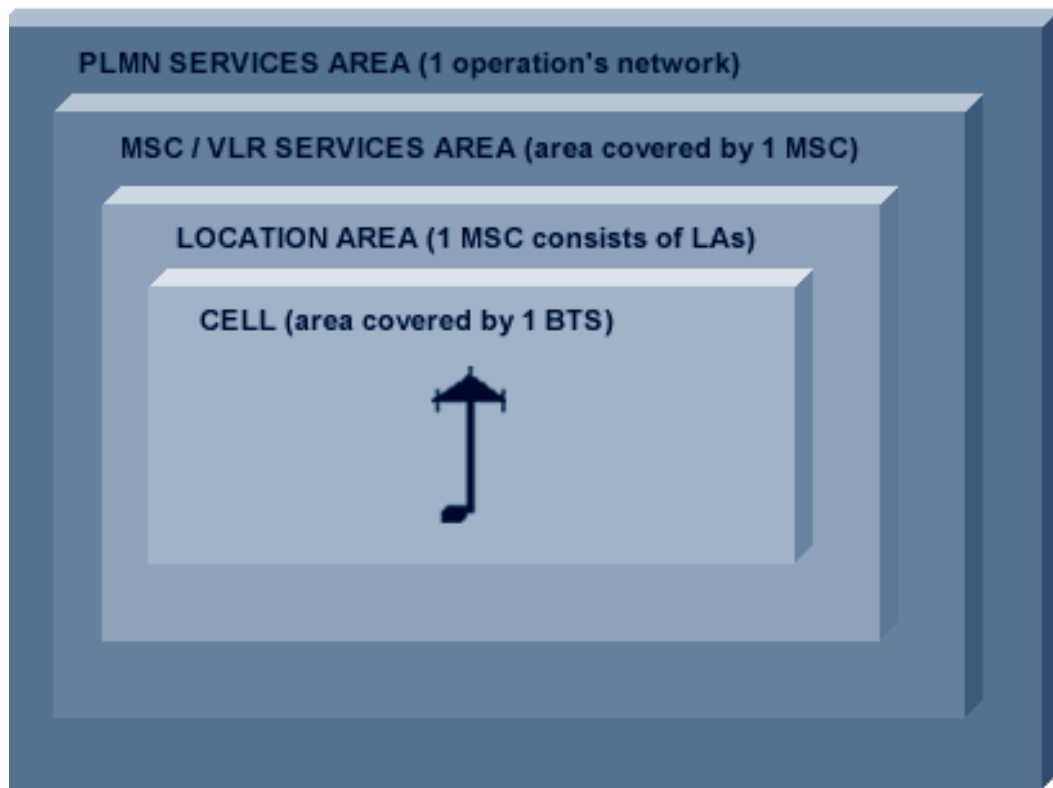 PLMN SERVICES AREA (1 operation's network)
MSC / VLR SERVICES AREA (area covered by 1 MSC)
LOCATION AREA (1 MSC consists of LAs)
CELL (area covered by 1 BTS)